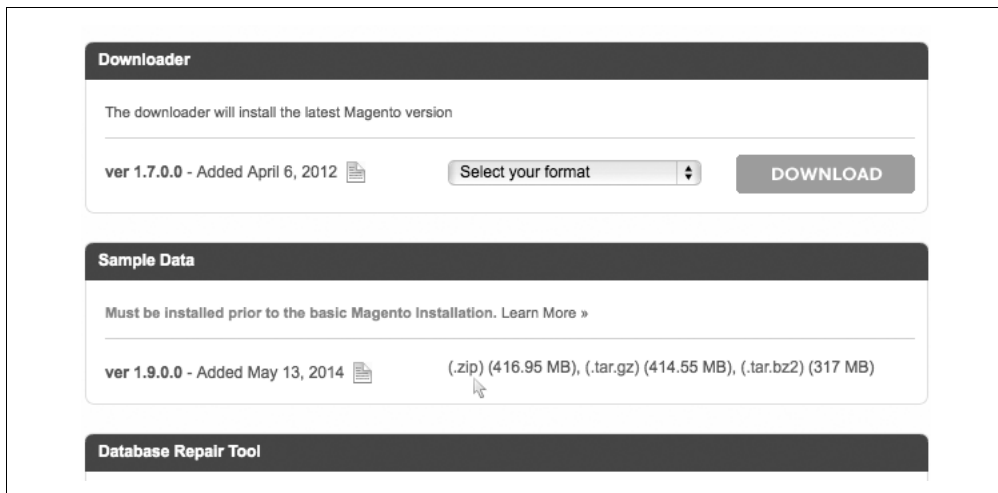 Downloader
The downloader will install the latest Magento version
ver 1.7.0.0 - Added April 6, 2012
Select your format
DOWNLOAD
Sample Data
Must be installed prior to the basic Magento Installation. Learn More »
ver 1.9.0.0 - Added May 13, 2014
(.zip) (416.95 MB), (.tar.gz) (414.55 MB), (.tar.bz2) (317 MB)
Database Repair Tool